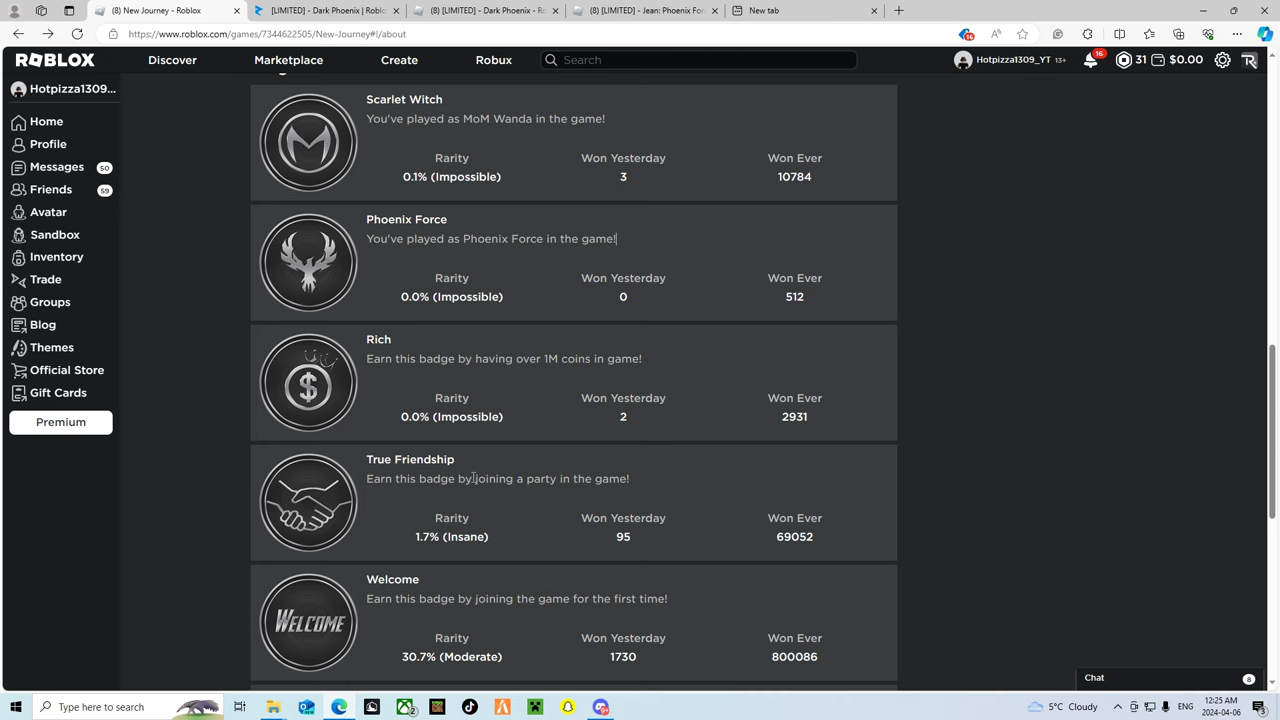 (8) New Journey - Roblox
[LIMITED] - Dark Phoenix | Robl
(8) [LIMITED] - Dark Phoenix - Ro
(8) [LIMITED] - Jean: Phoenix For
New tab
https://www.roblox.com/games/7344622505/New-Journey#!/about
16
ROBLOX
Discover
Marketplace
Create
Robux
Search
Hotpizza1309_YT 13+
16
31
$0.00
Hotpizza1309...
Home
Profile
Messages 50
Friends 59
Avatar
Sandbox
Inventory
Trade
Groups
Blog
Themes
Official Store
Gift Cards
Premium
Scarlet Witch
You've played as MoM Wanda in the game!
Rarity Won Yesterday Won Ever
0.1% (Impossible) 3 10784
Phoenix Force
You've played as Phoenix Force in the game!
Rarity Won Yesterday Won Ever
0.0% (Impossible) 0 512
$
Rich
Earn this badge by having over 1M coins in game!
Rarity Won Yesterday Won Ever
0.0% (Impossible) 2 2931
True Friendship
Earn this badge by joining a party in the game!
Rarity Won Yesterday Won Ever
1.7% (Insane) 95 69052
WELCOME
Welcome
Earn this badge by joining the game for the first time!
Rarity Won Yesterday Won Ever
30.7% (Moderate) 1730 800086
Chat 8
Type here to search
5°C Cloudy
ENG
12:25 AM
2024-04-06
3